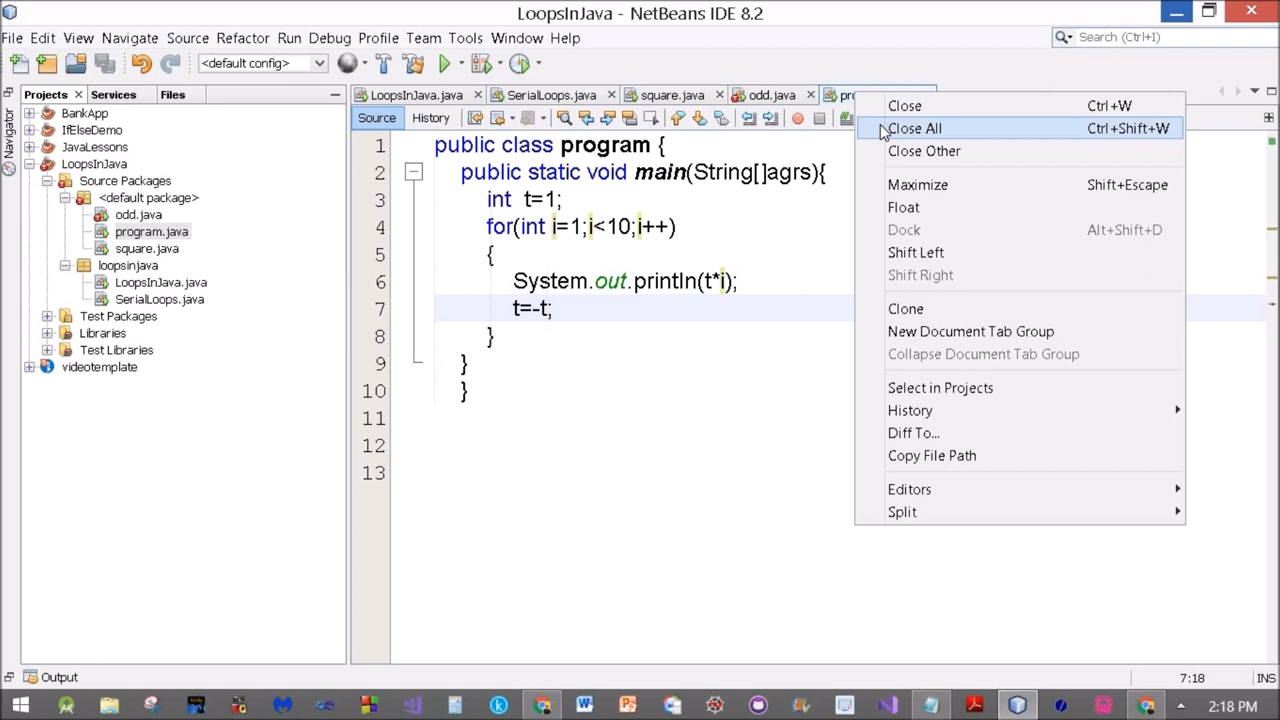 LoopsInJava - NetBeans IDE 8.2
File Edit View Navigate Source Refactor Run Debug Profile Team Tools Window Help
Search (Ctrl+I)
<default config>
Projects Services Files
LoopsInJava.java SerialLoops.java square.java odd.java
Navigator
BankApp
IfElseDemo
JavaLessons
LoopsInJava
Source Packages
<default package>
odd.java
program.java
square.java
loopsinjava
LoopsInJava.java
SerialLoops.java
Test Packages
Libraries
Test Libraries
videotemplate
Source History
1 public class program {
2 public static void main(String[]agrs){
3 int t=1;
4 for(int i=1;i<10;i++)
5 {
6 System.out.println(t*i);
7 t=-t;
8 }
9 }
10 }
11
12
13
Close Ctrl+W
Close All Ctrl+Shift+W
Close Other
Maximize Shift+Escape
Float
Dock Alt+Shift+D
Shift Left
Shift Right
Clone
New Document Tab Group
Collapse Document Tab Group
Select in Projects
History
Diff To...
Copy File Path
Editors
Split
Output
7:18 INS
2:18 PM